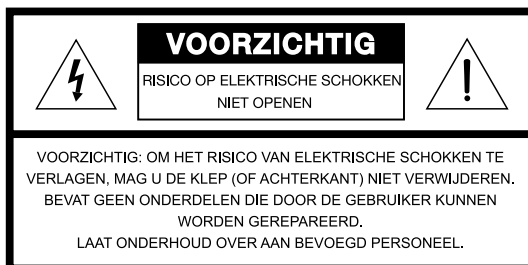 VOORZICHTIG
RISICO OP ELEKTRISCHE SCHOKKEN
NIET OPENEN
VOORZICHTIG: OM HET RISICO VAN ELEKTRISCHE SCHOKKEN TE
VERLAGEN, MAG U DE KLEP (OF ACHTERKANT) NIET VERWIJDEREN.
BEVAT GEEN ONDERDELEN DIE DOOR DE GEBRUIKER KUNNEN
WORDEN GEREPAREERD.
LAAT ONDERHOUD OVER AAN BEVOEGD PERSONEEL.